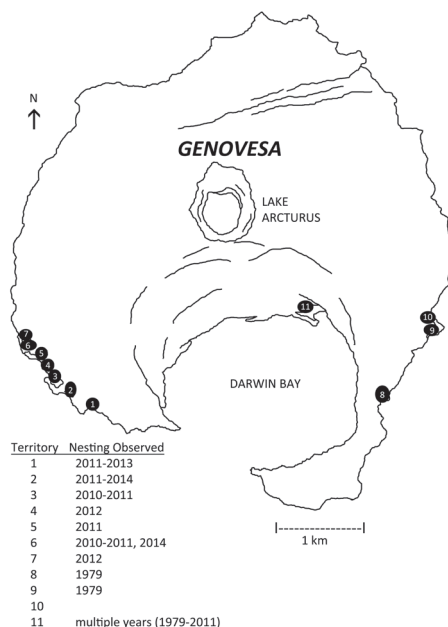 N
GENOVESA
LAKE
ARCTURUS
11
10
9
7
6
5
4
3
2
1
8
DARWIN BAY
1 km
Territory Nesting Observed
1 2011-2013
2 2011-2014
3 2010-2011
4 2012
5 2011
6 2010-2011, 2014
7 2012
8 1979
9 1979
10
11 multiple years (1979-2011)